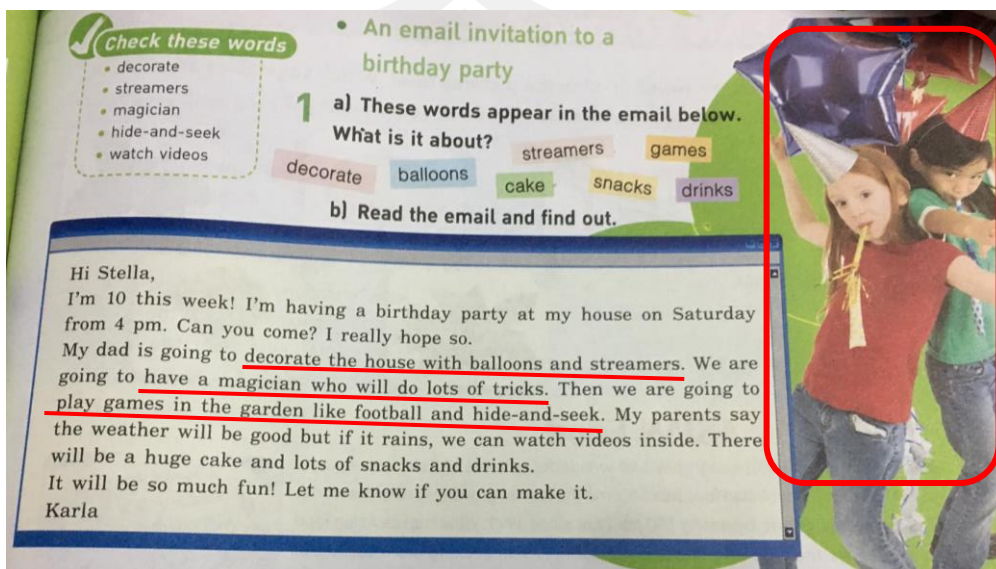 Check these words
• decorate
• streamers
• magician
• hide-and-seek
• watch videos
• An email invitation to a
birthday party
1 a) These words appear in the email below.
What is it about?
streamers
games
decorate
balloons
cake
snacks
drinks
b) Read the email and find out.
Hi Stella,
I'm 10 this week! I'm having a birthday party at my house on Saturday
from 4 pm. Can you come? I really hope so.
My dad is going to decorate the house with balloons and streamers. We are
going to have a magician who will do lots of tricks. Then we are going to
play games in the garden like football and hide-and-seek. My parents say
the weather will be good but if it rains, we can watch videos inside. There
will be a huge cake and lots of snacks and drinks.
It will be so much fun! Let me know if you can make it.
Karla